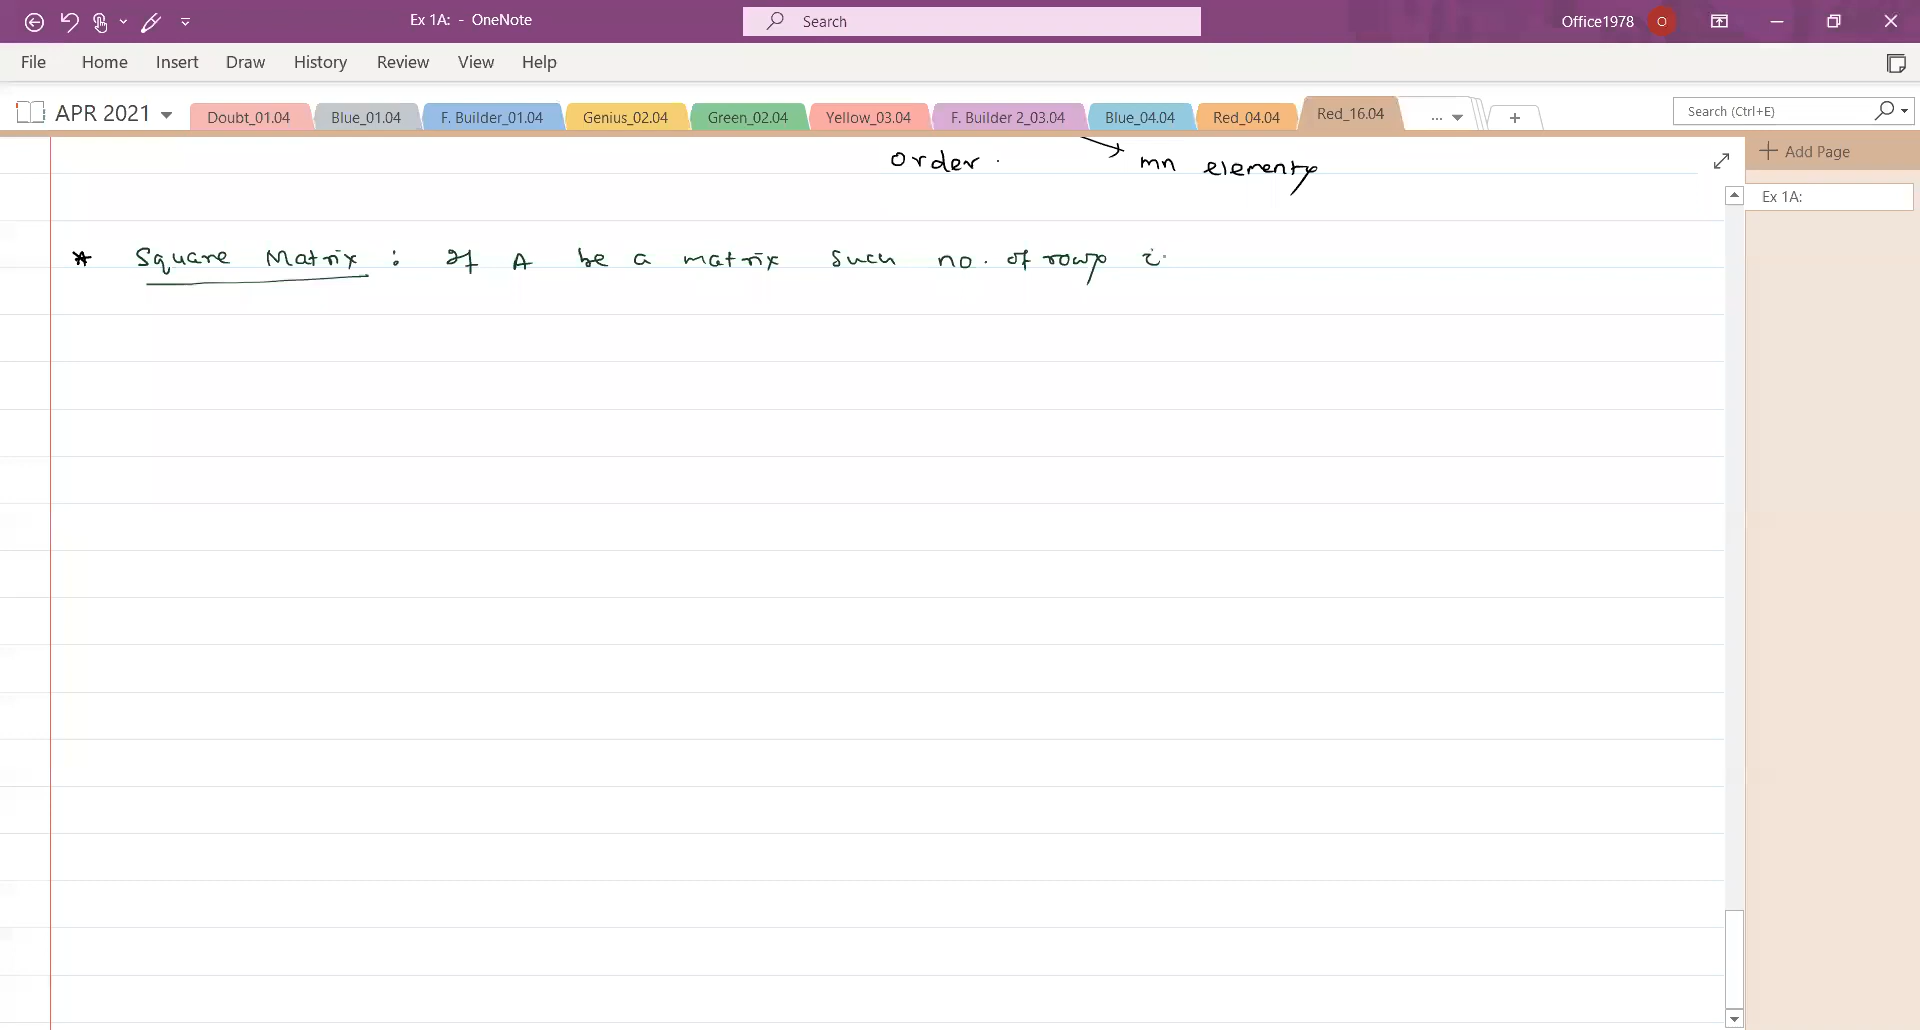 Ex 1A: - OneNote
Search
Office1978
O
File Home Insert Draw History Review View Help
APR 2021
Doubt_01.04 Blue_01.04 F. Builder_01.04 Genius_02.04 Green_02.04 Yellow_03.04 F. Builder 2_03.04 Blue_04.04 Red_04.04 Red_16.04 ... +
Search (Ctrl+E)
Add Page
Ex 1A:
order . mn elements
* Square Matrix : If A be a matrix such no. of rows i